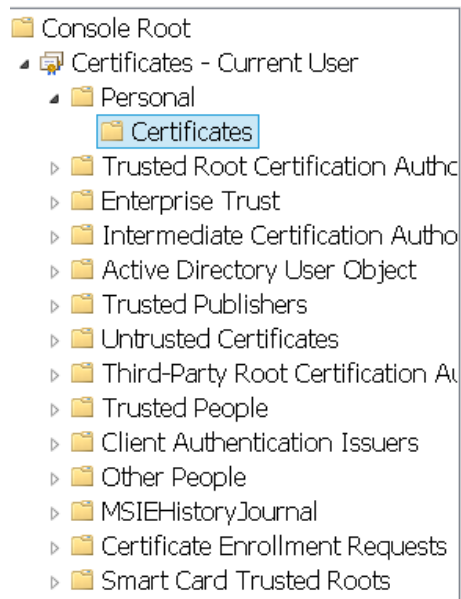 Console Root
Certificates - Current User
Personal
Certificates
Trusted Root Certification Autho
Enterprise Trust
Intermediate Certification Autho
Active Directory User Object
Trusted Publishers
Untrusted Certificates
Third-Party Root Certification Au
Trusted People
Client Authentication Issuers
Other People
MSIEHistoryJournal
Certificate Enrollment Requests
Smart Card Trusted Roots